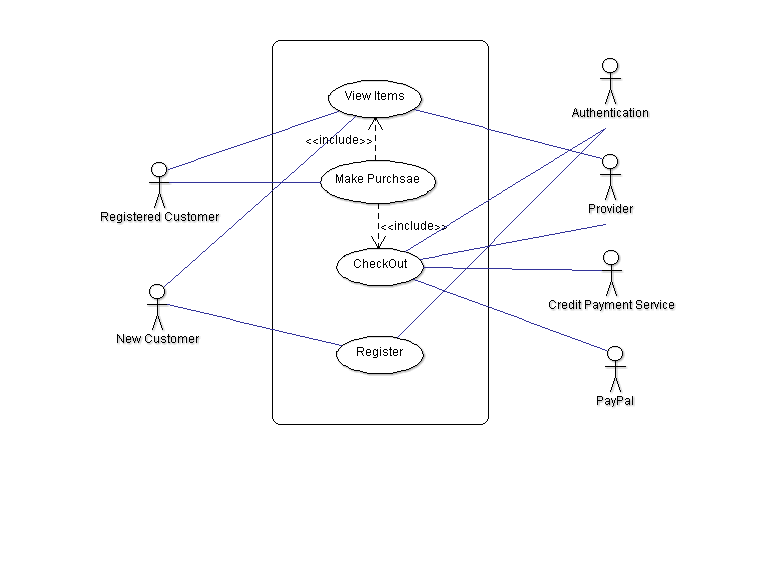 View Items
Authentication
<<include>>
Make Purchsae
Registered Customer
Provider
<<include>>
CheckOut
Credit Payment Service
New Customer
Register
PayPal